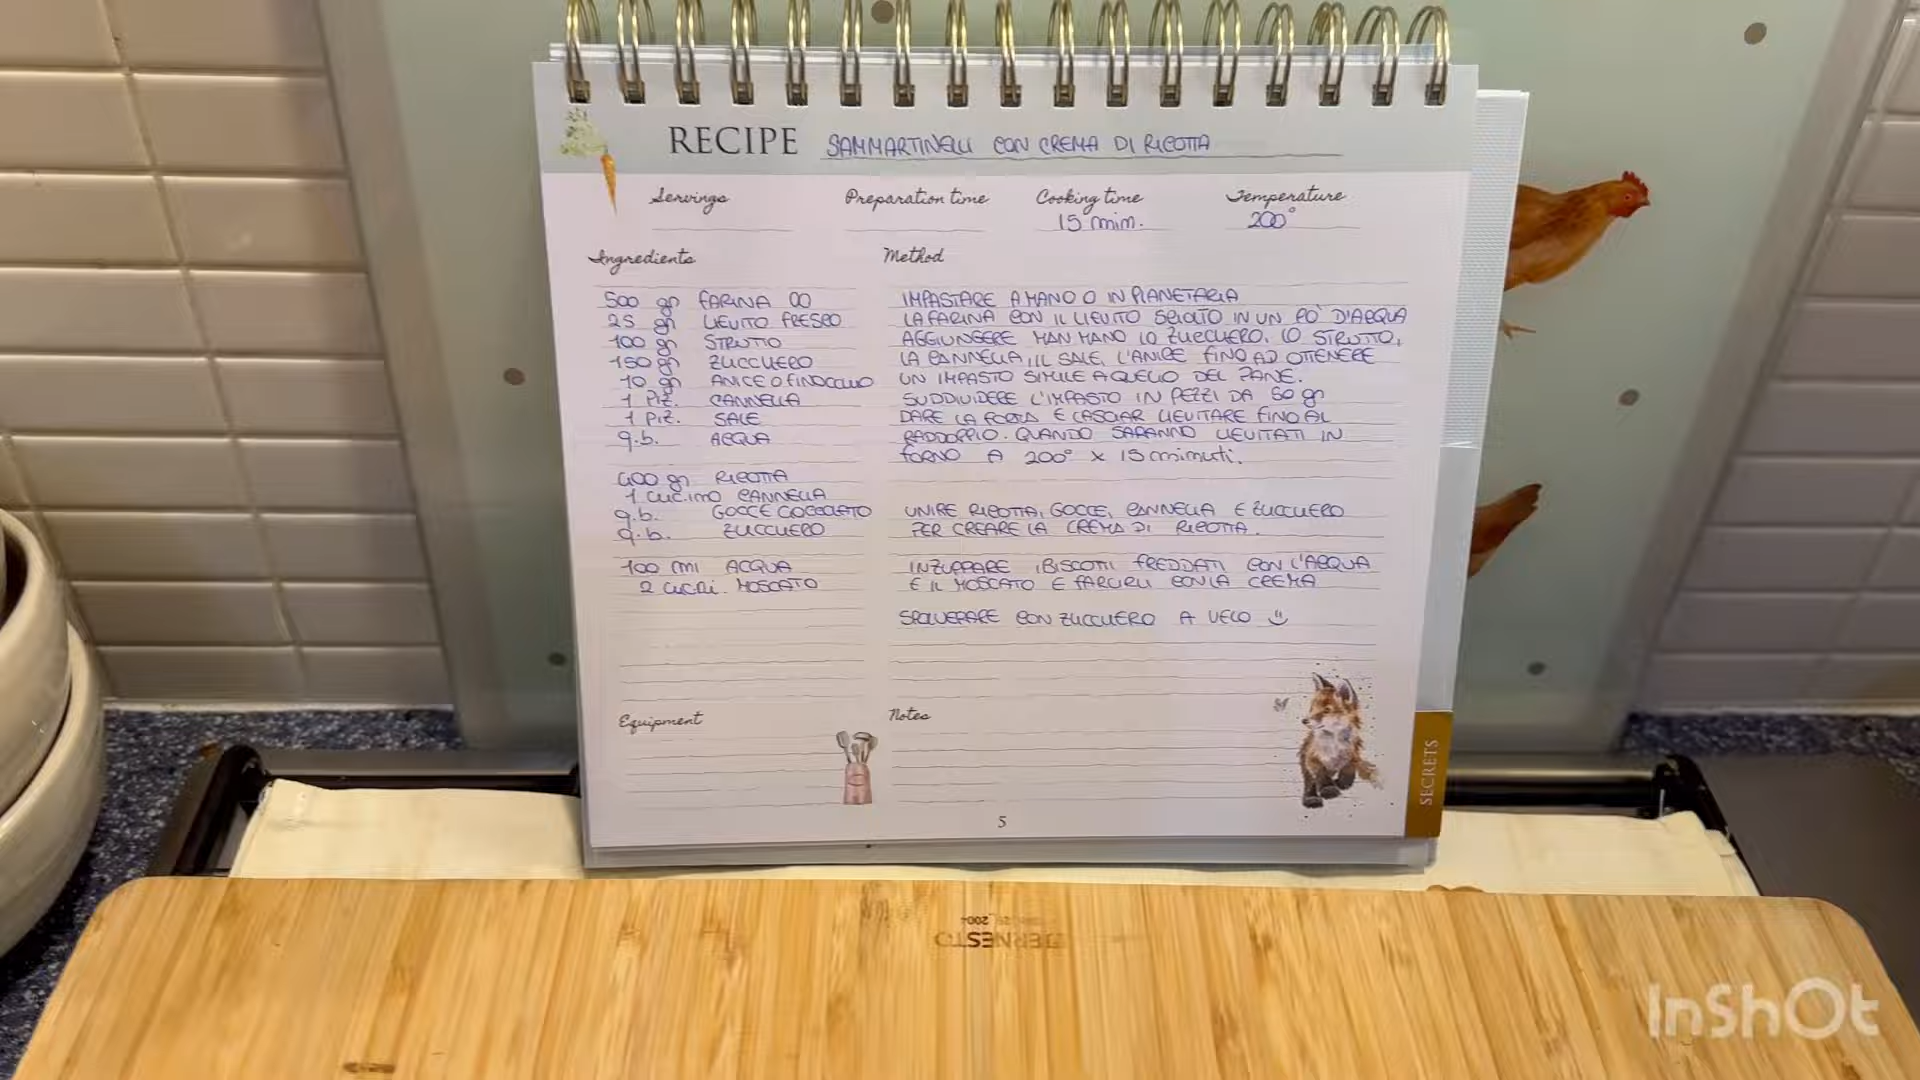 RECIPE SAMMARTINELLI CON CREMA DI RICOTTA
Servings Preparation time Cooking time Temperature
15 mim. 200°
Ingredients
500 gr FARINA 00
25 gr LIEVITO FRESCO
100 gr STRUTTO
150 gr ZUCCHERO
10 gr ANICE O FINOCCHIO
1 PIZ. CANNELLA
1 PIZ. SALE
q.b. ACQUA
400 gr RICOTTA
1 CUC.INO CANNELLA
q.b. GOCCE CIOCCOLATO
q.b. ZUCCHERO
100 ml ACQUA
2 CUCRI. MOSCATO
Method
IMPASTARE A MANO O IN PLANETARIA
LA FARINA CON IL LIEVITO SCIOLTO IN UN PO' D'ACQUA
AGGIUNGERE MAN MANO LO ZUCCHERO, LO STRUTTO,
LA CANNELLA, IL SALE, L'ANICE FINO AD OTTENERE
UN IMPASTO SIMILE A QUELLO DEL PANE.
SUDDIVIDERE L'IMPASTO IN PEZZI DA 50 gr
DARE LA FORMA E LASCIAR LIEVITARE FINO AL
RADDOPPIO. QUANDO SARANNO LIEVITATI IN
FORNO A 200° x 15 mimuti.
UNIRE RICOTTA, GOCCE, CANNELLA E ZUCCHERO
PER CREARE LA CREMA DI RICOTTA.
INZUPPARE I BISCOTTI FREDDATI CON L'ACQUA
E IL MOSCATO E FARCIRLI CON LA CREMA
SPOLVERARE CON ZUCCHERO A VELO
Equipment
Notes
5
SECRETS
ERNESTO
InShOt